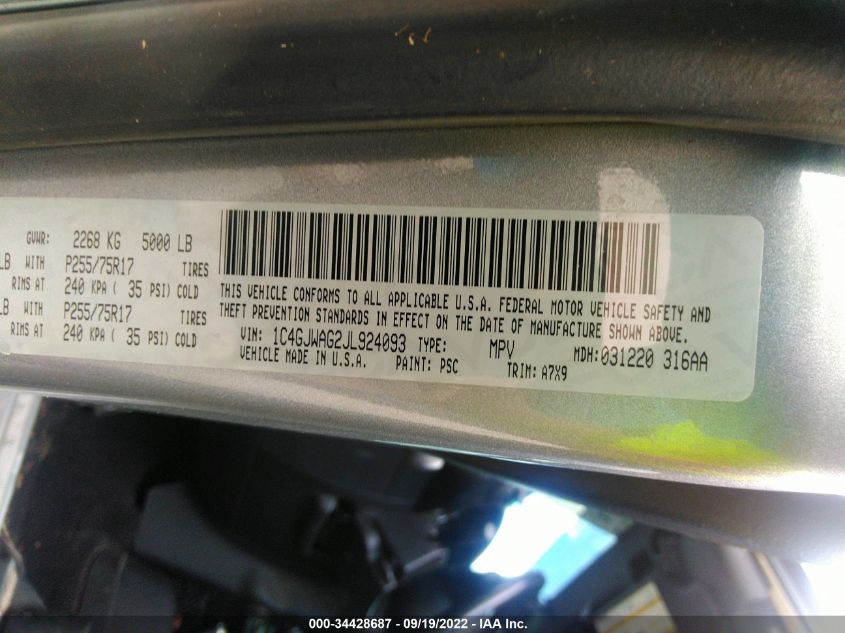 GVWR: 2268 KG 5000 LB
LB WITH P255/75R17 TIRES
RIMS AT 240 KPA ( 35 PSI) COLD
LB WITH P255/75R17 TIRES
RIMS AT 240 KPA ( 35 PSI) COLD
THIS VEHICLE CONFORMS TO ALL APPLICABLE U.S.A. FEDERAL MOTOR VEHICLE SAFETY AND
THEFT PREVENTION STANDARDS IN EFFECT ON THE DATE OF MANUFACTURE SHOWN ABOVE.
VIN: 1C4GJWAG2JL924093 TYPE: MPV MDH: 031220 316AA
VEHICLE MADE IN U.S.A. PAINT: PSC TRIM: A7X9
000-34428687 - 09/19/2022 - IAA Inc.